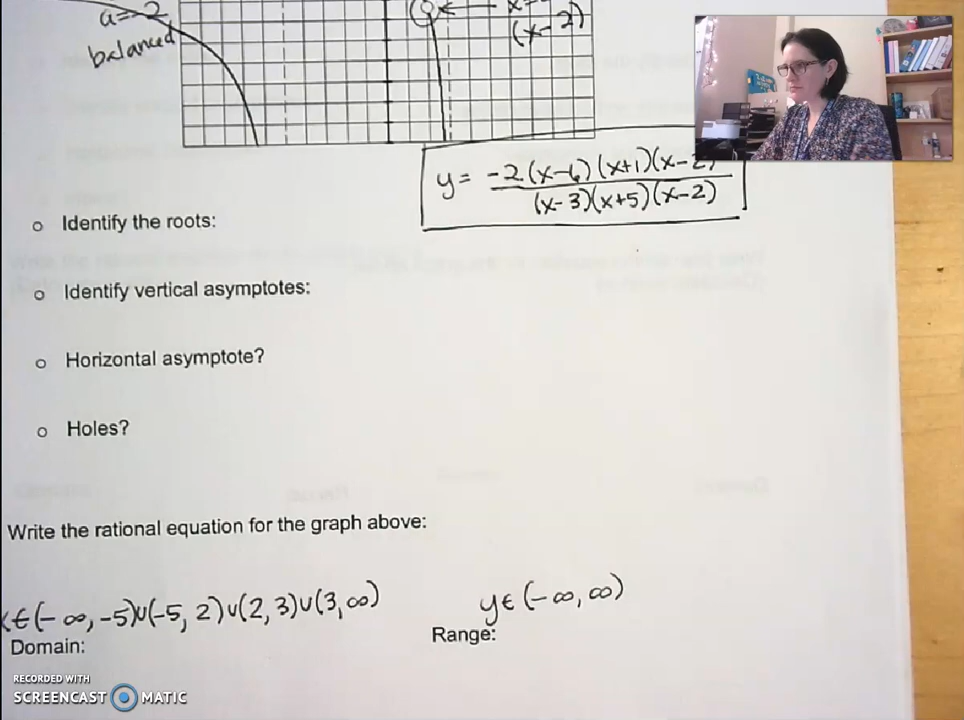 a=-2
balanced
(x-2)
y= -2(x-6)(x+1)(x-2)
(x-3)(x+5)(x-2)
o Identify the roots:
o Identify vertical asymptotes:
o Horizontal asymptote?
o Holes?
Write the rational equation for the graph above:
x∈(-∞,-5)∪(-5,2)∪(2,3)∪(3,∞)
y∈(-∞,∞)
Domain:
Range:
RECORDED WITH
SCREENCAST MATIC